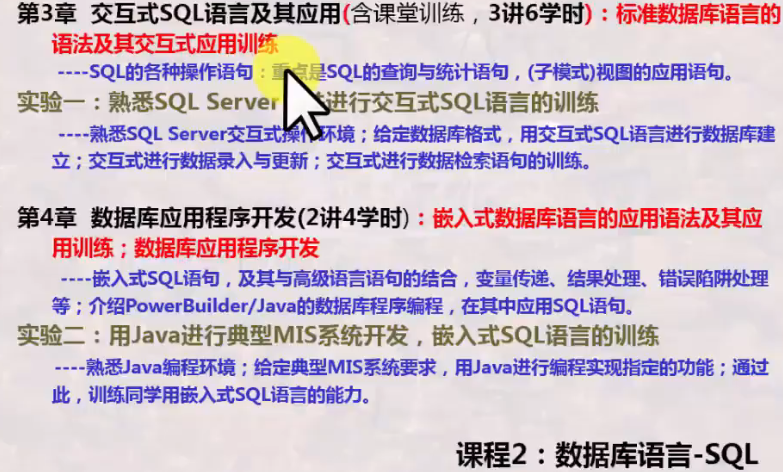 第3章 交互式SQL语言及其应用(含课堂训练，3讲6学时)：标准数据库语言的
语法及其交互式应用训练
----SQL的各种操作语句：重点是SQL的查询与统计语句，(子模式)视图的应用语句。
实验一：熟悉SQL Server 进行交互式SQL语言的训练
----熟悉SQL Server交互式操作环境；给定数据库格式，用交互式SQL语言进行数据库建
立；交互式进行数据录入与更新；交互式进行数据检索语句的训练。
第4章 数据库应用程序开发(2讲4学时)：嵌入式数据库语言的应用语法及其应
用训练；数据库应用程序开发
----嵌入式SQL语句，及其与高级语言语句的结合，变量传递、结果处理、错误陷阱处理
等；介绍PowerBuilder/Java的数据库程序编程，在其中应用SQL语句。
实验二：用Java进行典型MIS系统开发，嵌入式SQL语言的训练
----熟悉Java编程环境；给定典型MIS系统要求，用Java进行编程实现指定的功能；通过
此，训练同学用嵌入式SQL语言的能力。
课程2：数据库语言-SQL